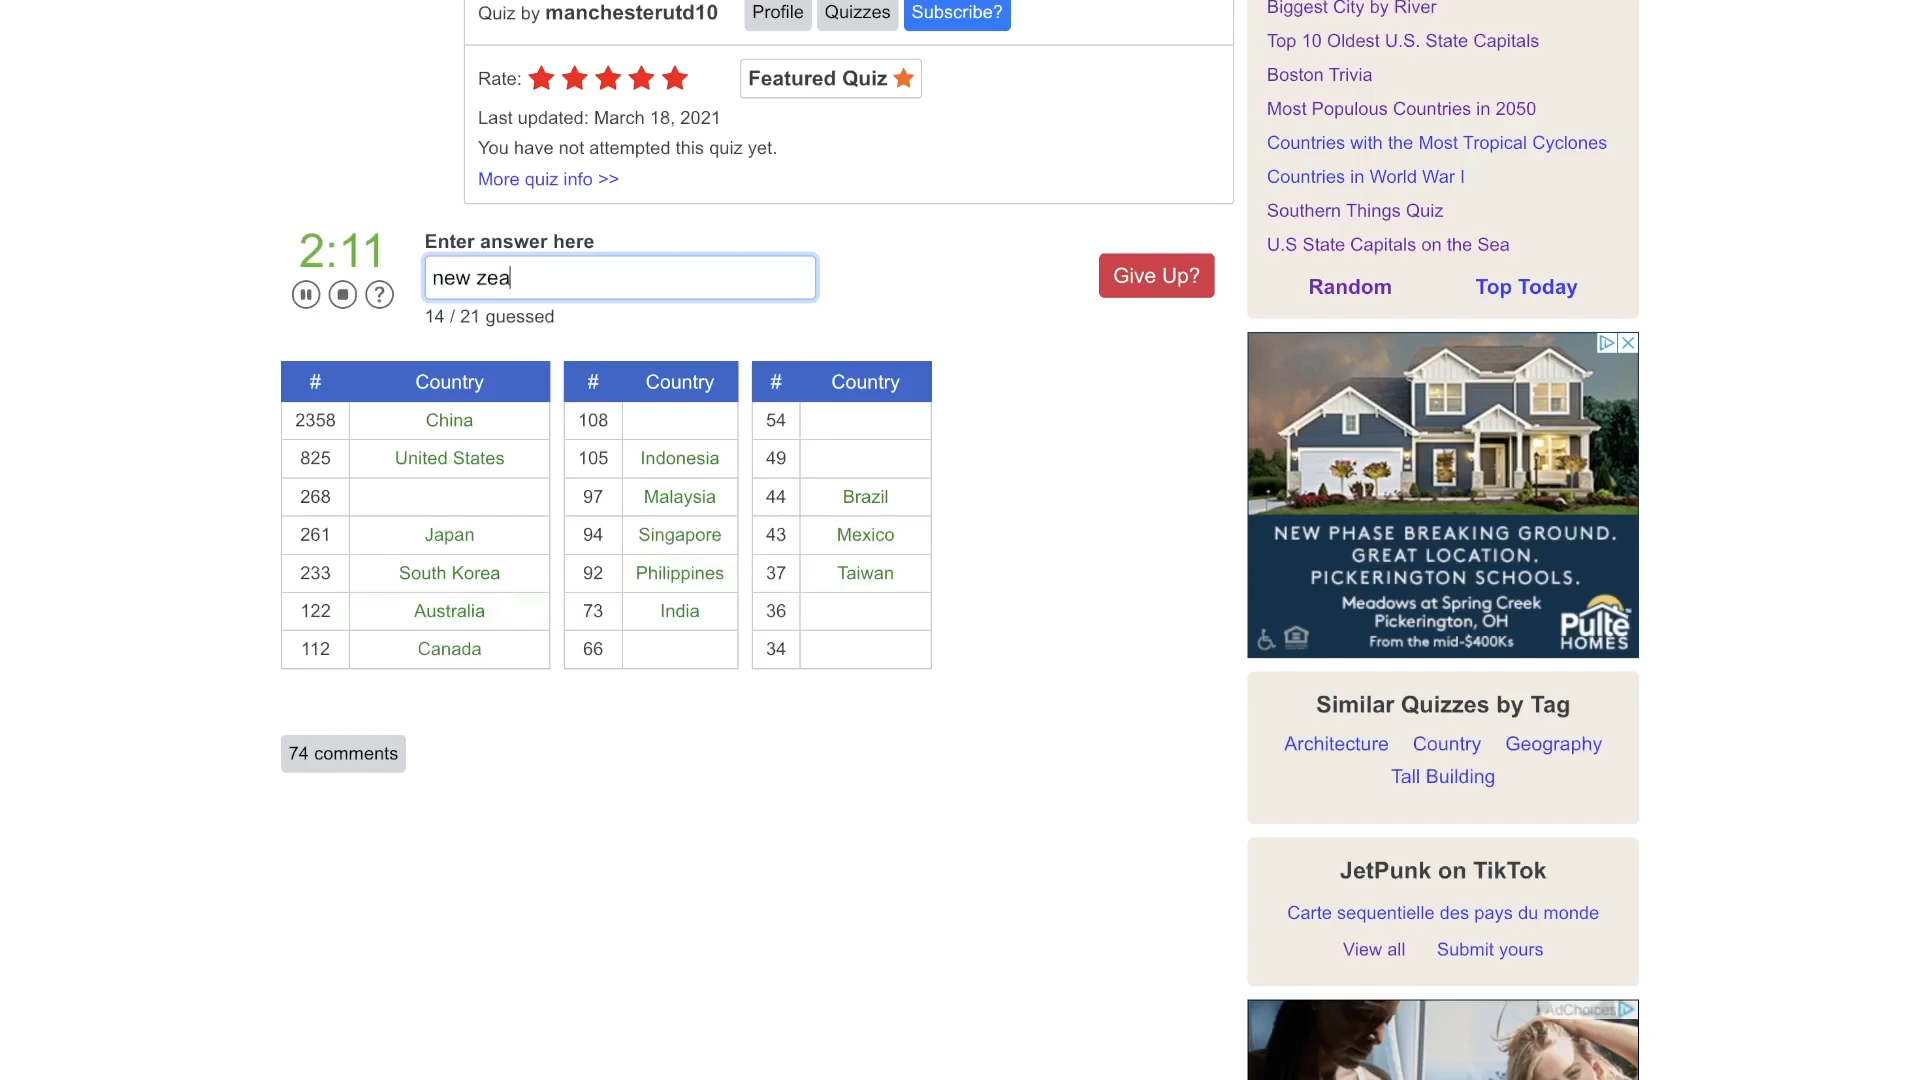 Quiz by manchesterutd10 Profile Quizzes Subscribe?
Rate: Featured Quiz
Last updated: March 18, 2021
You have not attempted this quiz yet.
More quiz info >>
2:11
Enter answer here
new zea
14 / 21 guessed
?
Give Up?
# Country # Country # Country
2358 China 108 54
825 United States 105 Indonesia 49
268 97 Malaysia 44 Brazil
261 Japan 94 Singapore 43 Mexico
233 South Korea 92 Philippines 37 Taiwan
122 Australia 73 India 36
112 Canada 66 34
74 comments
Biggest City by River
Top 10 Oldest U.S. State Capitals
Boston Trivia
Most Populous Countries in 2050
Countries with the Most Tropical Cyclones
Countries in World War I
Southern Things Quiz
U.S State Capitals on the Sea
Random Top Today
NEW PHASE BREAKING GROUND.
GREAT LOCATION.
PICKERINGTON SCHOOLS.
Meadows at Spring Creek
Pickerington, OH
From the mid-$400Ks
Pulte
HOMES
Similar Quizzes by Tag
Architecture Country Geography
Tall Building
JetPunk on TikTok
Carte sequentielle des pays du monde
View all Submit yours
AdChoices